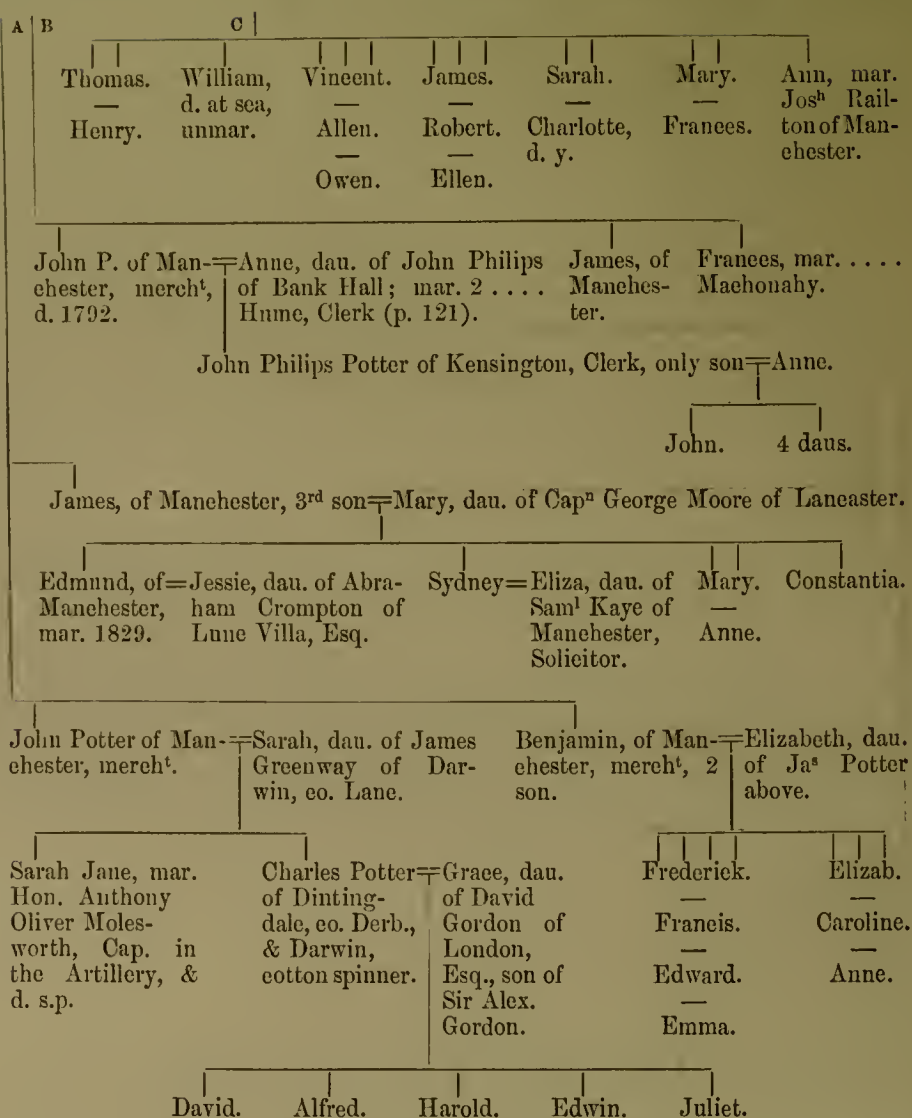 A B C
Thomas. William, Vincent. James. Sarah. Mary. Ann, mar.
— d. at sea, — — — — Josʰ Rail-
Henry. unmar. Allen. Robert. Charlotte, Frances. ton of Man-
— — d. y. chester.
Owen. Ellen.
John P. of Man-=Anne, dau. of John Philips James, of Frances, mar. . . . .
chester, merchᵗ, of Bank Hall; mar. 2 . . . . Manches- Machonahy.
d. 1792. Hume, Clerk (p. 121). ter.
John Philips Potter of Kensington, Clerk, only son=Anne.
John. 4 daus.
James, of Manchester, 3ʳᵈ son=Mary, dau. of Capⁿ George Moore of Lancaster.
Edmund, of=Jessie, dau. of Abra- Sydney=Eliza, dau. of Mary. Constantia.
Manchester, ham Crompton of Samˡ Kaye of —
mar. 1829. Lune Villa, Esq. Manchester, Anne.
Solicitor.
John Potter of Man-=Sarah, dau. of James Benjamin, of Man-=Elizabeth, dau.
chester, merchᵗ. Greenway of Dar- chester, merchᵗ, 2 of Jaˢ Potter
win, co. Lanc. son. above.
Sarah Jane, mar. Charles Potter=Grace, dau. Frederick. Elizab.
Hon. Anthony of Dinting- of David — —
Oliver Moles- dale, co. Derb., Gordon of Francis. Caroline.
worth, Cap. in & Darwin, London, — —
the Artillery, & cotton spinner. Esq., son of Edward. Anne.
d. s.p. Sir Alex. —
Gordon. Emma.
David. Alfred. Harold. Edwin. Juliet.